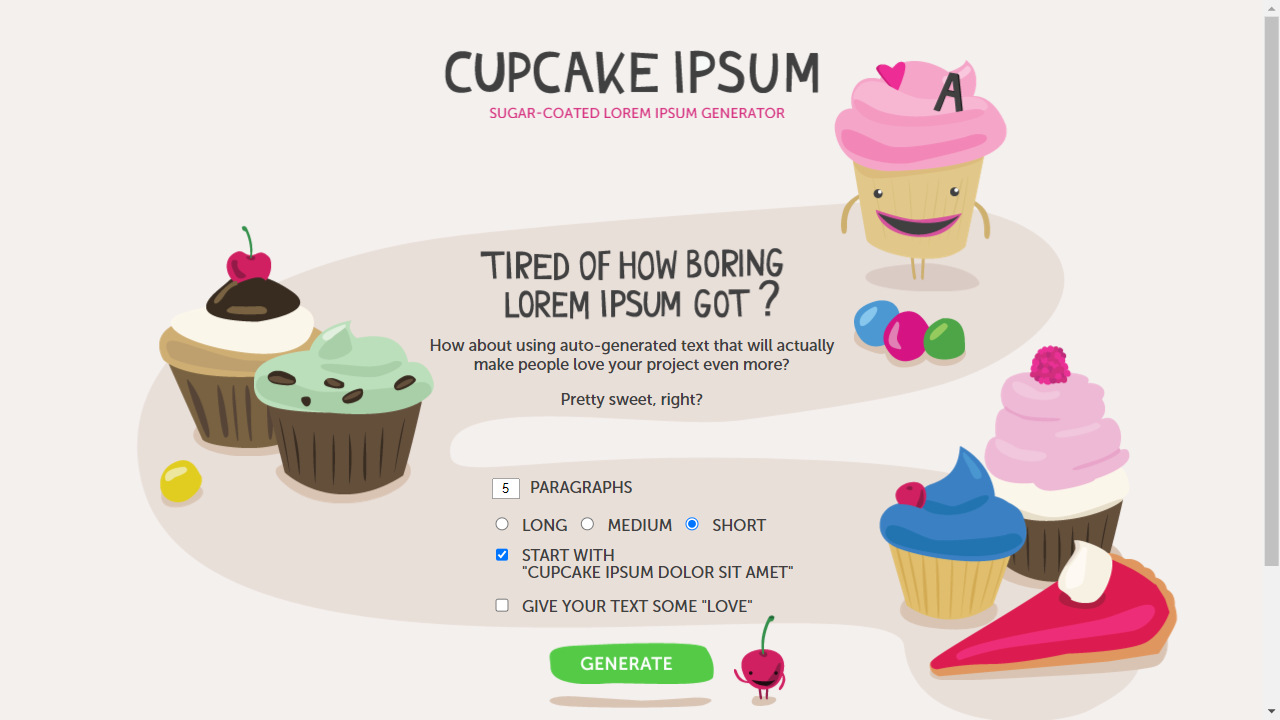 CUPCAKE IPSUM
SUGAR-COATED LOREM IPSUM GENERATOR
A
TIRED OF HOW BORING
LOREM IPSUM GOT ?
How about using auto-generated text that will actually
make people love your project even more?
Pretty sweet, right?
5 PARAGRAPHS
LONG MEDIUM SHORT
START WITH
"CUPCAKE IPSUM DOLOR SIT AMET"
GIVE YOUR TEXT SOME "LOVE"
GENERATE